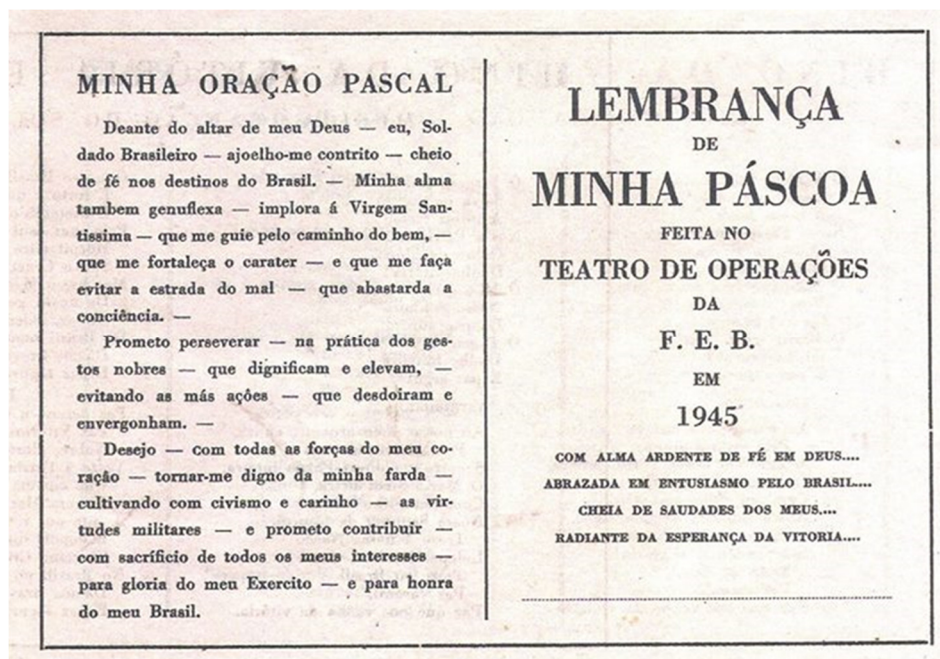 MINHA ORAÇÃO PASCAL
Deante do altar de meu Deus — eu, Sol-
dado Brasileiro — ajoelho-me contrito — cheio
de fé nos destinos do Brasil. — Minha alma
tambem genuflexa — implora á Virgem San-
tissima — que me guie pelo caminho do bem, —
que me fortaleça o carater — e que me faça
evitar a estrada do mal — que abastarda a
conciência. —
Prometo perseverar — na prática dos ges-
tos nobres — que dignificam e elevam, —
evitando as más ações — que desdoiram e
envergonham. —
Desejo — com todas as forças do meu co-
ração — tornar-me digno da minha farda —
cultivando com civismo e carinho — as vir-
tudes militares — e prometo contribuir —
com sacrifício de todos os meus interesses —
para gloria do meu Exercito — e para honra
do meu Brasil.
LEMBRANÇA
DE
MINHA PÁSCOA
FEITA NO
TEATRO DE OPERAÇÕES
DA
F. E. B.
EM
1945
COM ALMA ARDENTE DE FÉ EM DEUS....
ABRAZADA EM ENTUSIASMO PELO BRASIL....
CHEIA DE SAUDADES DOS MEUS....
RADIANTE DA ESPERANÇA DA VITORIA....